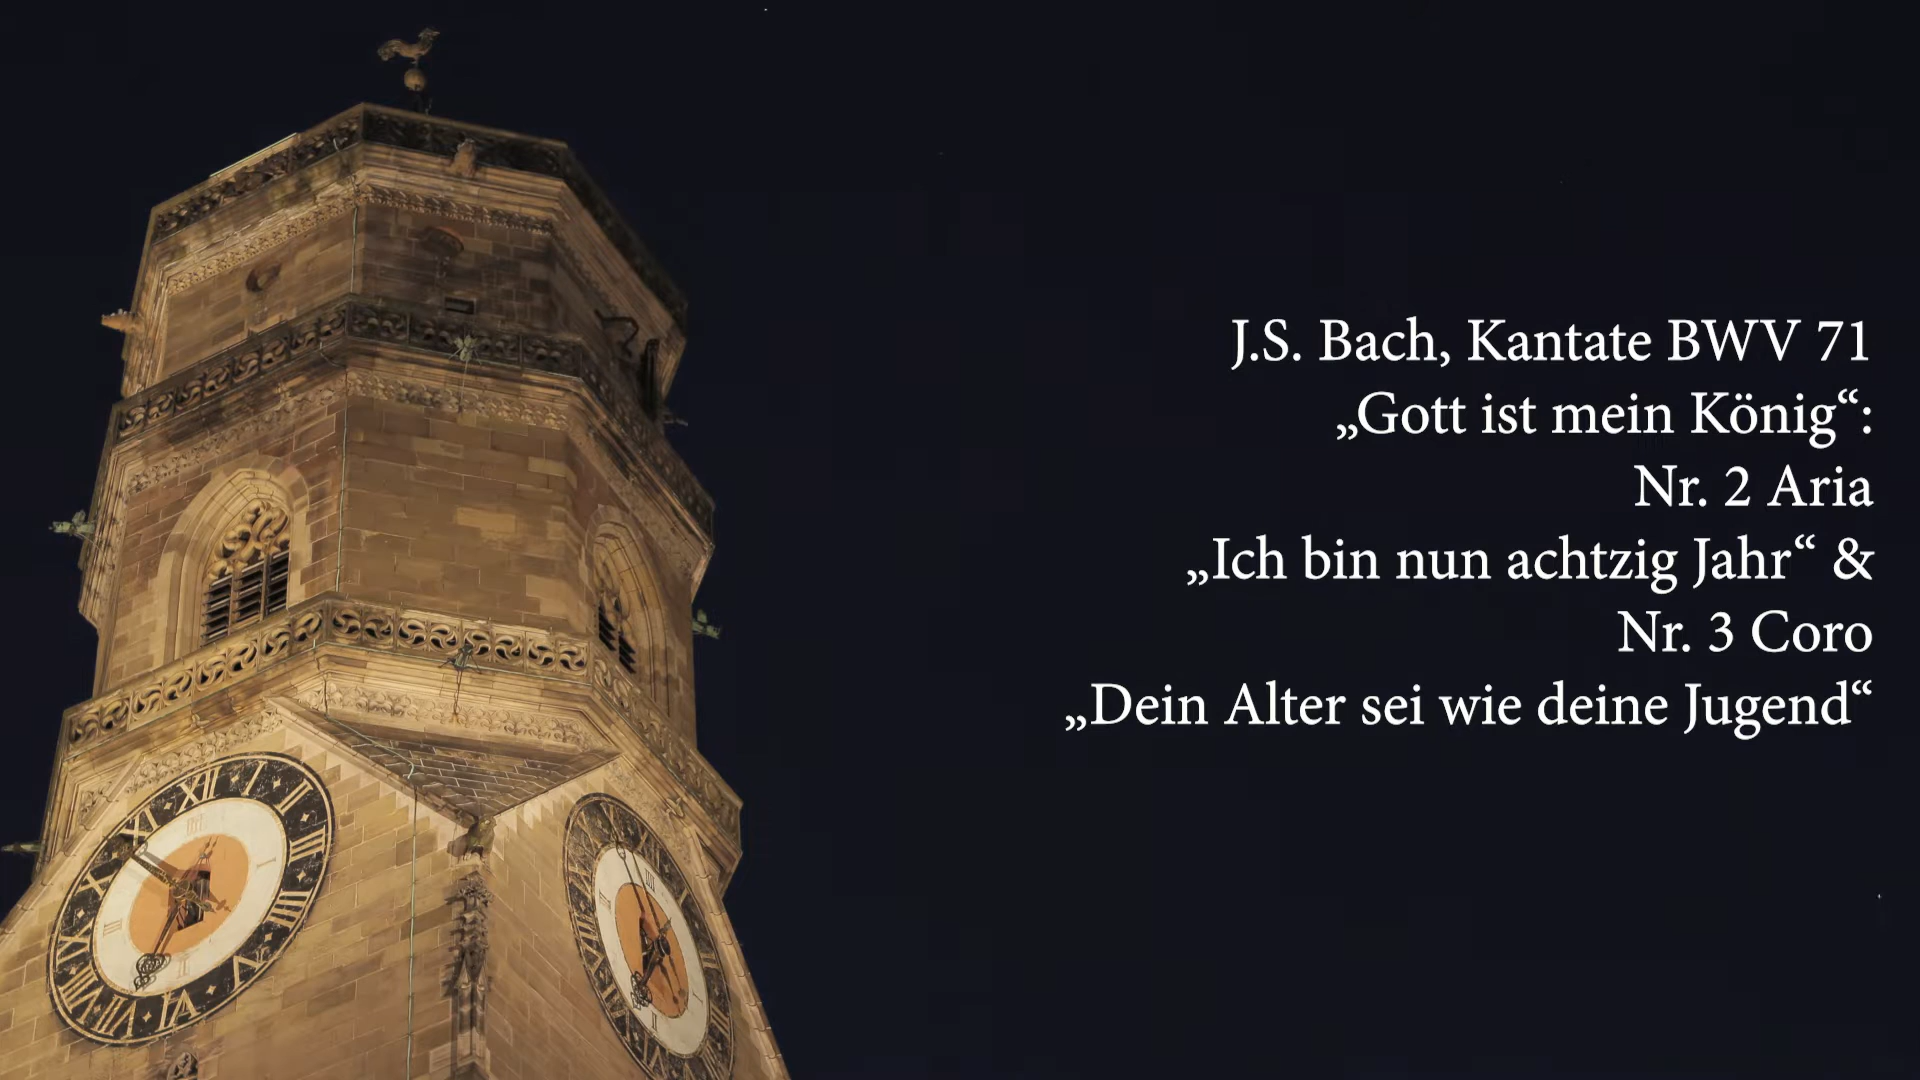 J.S. Bach, Kantate BWV 71
„Gott ist mein König“:
Nr. 2 Aria
„Ich bin nun achtzig Jahr“ &
Nr. 3 Coro
„Dein Alter sei wie deine Jugend“